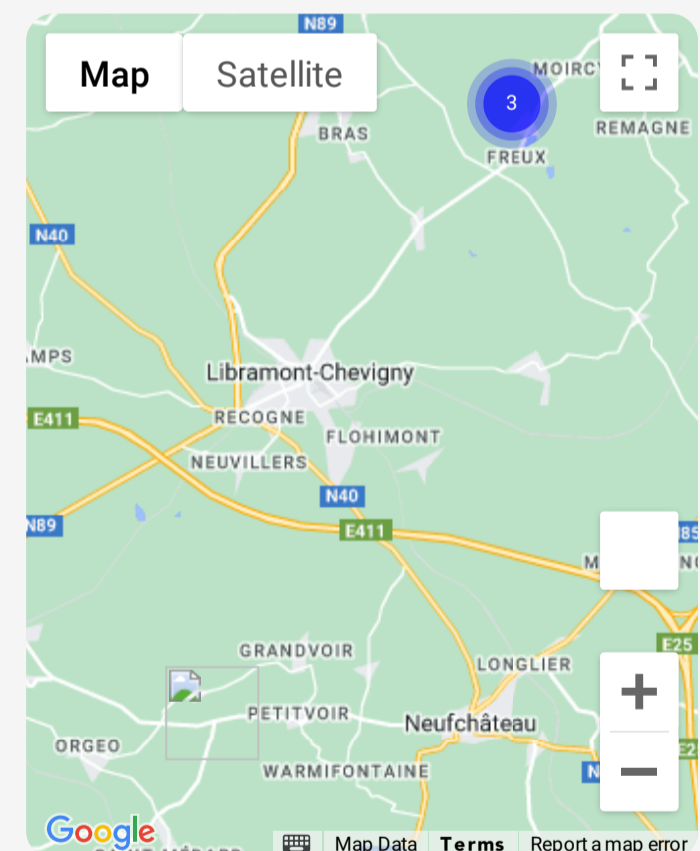 N89
Map
Satellite
MOIRCY
3
BRAS
REMAGNE
FREUX
N40
Libramont-Chevigny
RECOGNE
E411
FLOHIMONT
NEUVILLERS
N40
N89
E411
GRANDVOIR
E25
LONGLIER
PETITVOIR
Neufchâteau
ORGEO
WARMIFONTAINE
Google
Map Data
Terms
Report a map error